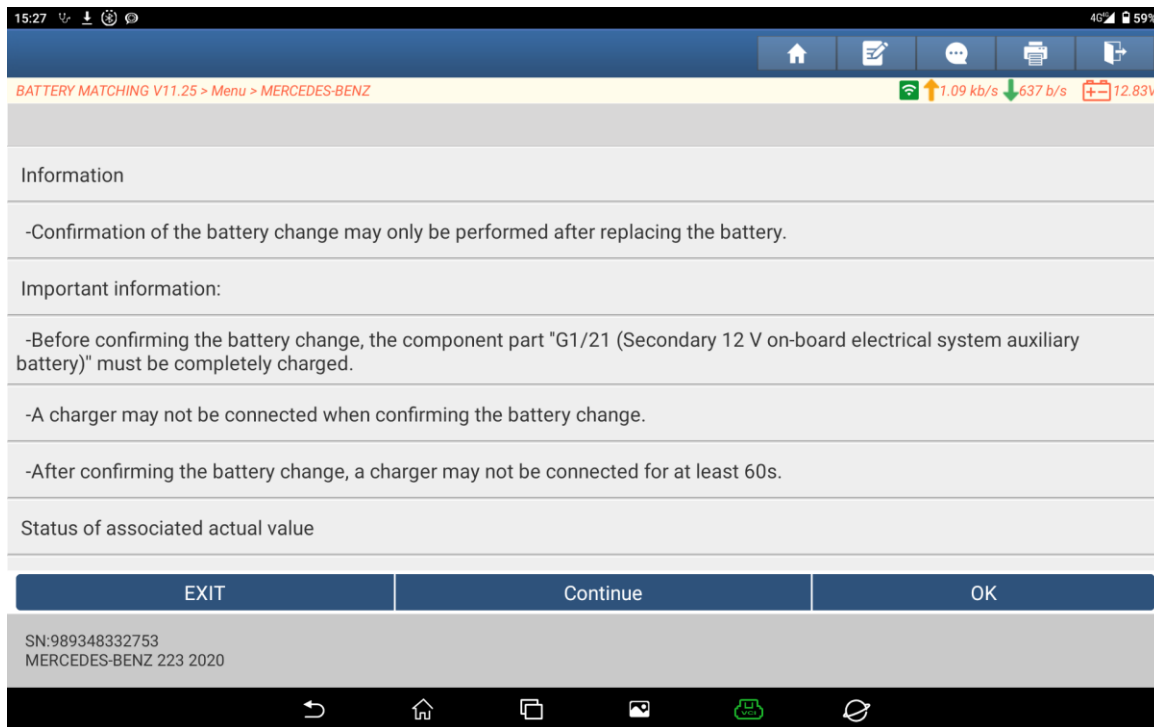 15:27
4G 59%
BATTERY MATCHING V11.25 > Menu > MERCEDES-BENZ
1.09 kb/s 637 b/s 12.83V
Information
-Confirmation of the battery change may only be performed after replacing the battery.
Important information:
-Before confirming the battery change, the component part "G1/21 (Secondary 12 V on-board electrical system auxiliary
battery)" must be completely charged.
-A charger may not be connected when confirming the battery change.
-After confirming the battery change, a charger may not be connected for at least 60s.
Status of associated actual value
EXIT
Continue
OK
SN:989348332753
MERCEDES-BENZ 223 2020
VCI